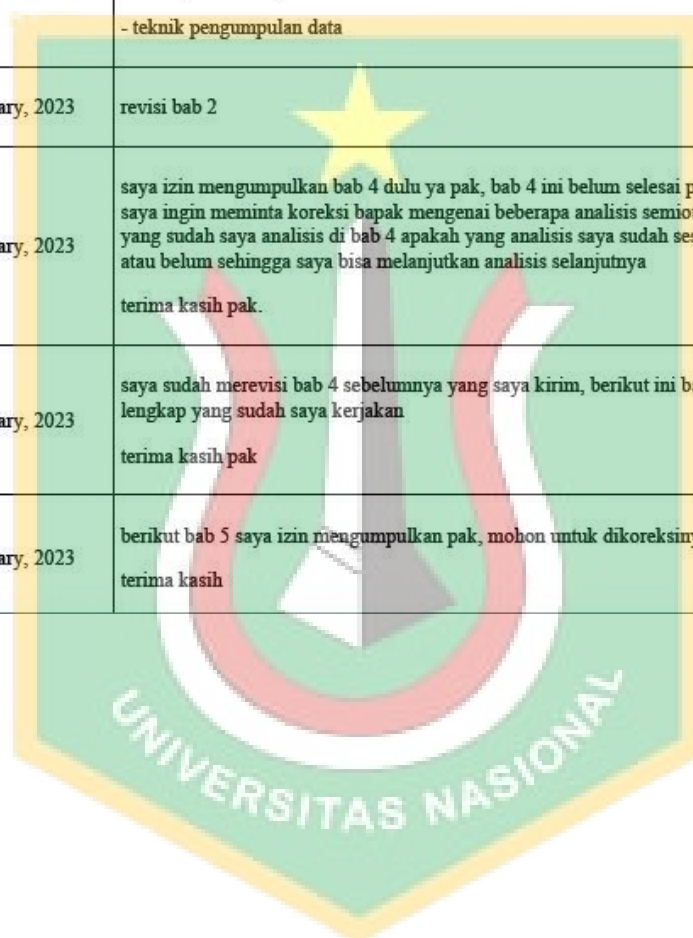 - teknik pengumpulan data
ary, 2023
revisi bab 2
saya izin mengumpulkan bab 4 dulu ya pak, bab 4 ini belum selesai
saya ingin meminta koreksi bapak mengenai beberapa analisis
ary, 2023
yang sudah saya analisis di bab 4 apakah yang analisis saya sudah
atau belum sehingga saya bisa melanjutkan analisis selanjutnya
terima kasih pak.
saya sudah merevisi bab 4 sebelumnya yang saya kirim, berikut ini
ary, 2023
lengkap yang sudah saya kerjakan
terima kasih pak
berikut bab 5 saya izin mengumpulkan pak, mohon untuk
ary, 2023
terima kasih
UNIVERSITAS NASIONAL